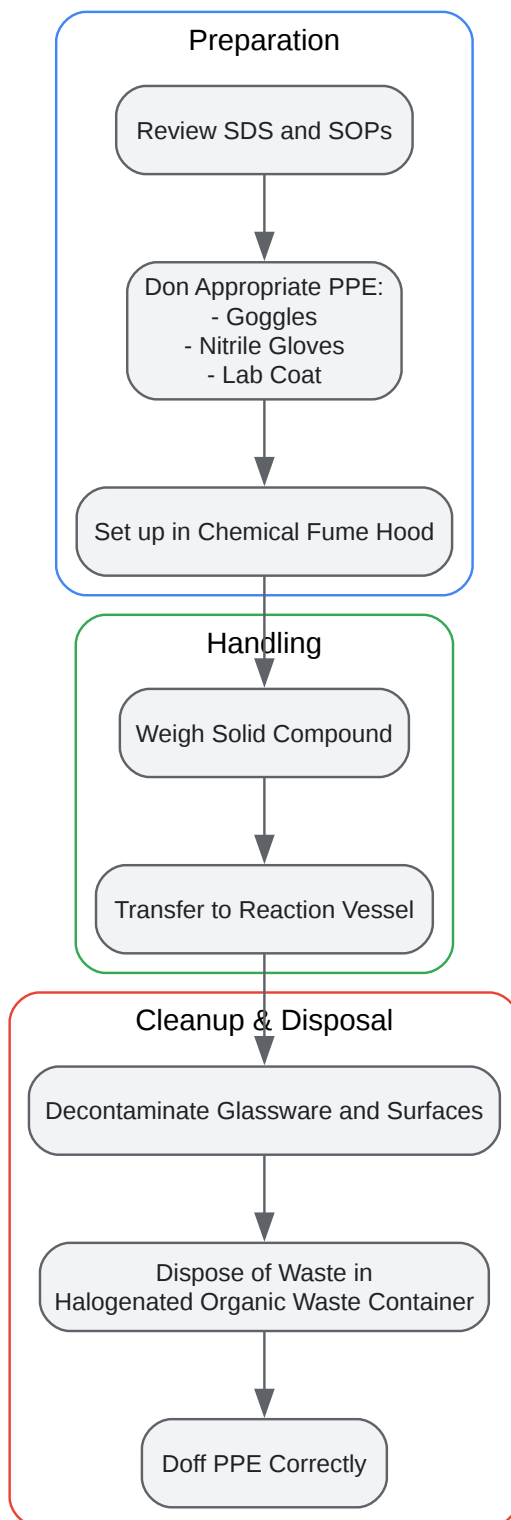 Preparation
Review SDS and SOPs
Don Appropriate PPE:
- Goggles
- Nitrile Gloves
- Lab Coat
Set up in Chemical Fume Hood
Handling
Weigh Solid Compound
Transfer to Reaction Vessel
Cleanup & Disposal
Decontaminate Glassware and Surfaces
Dispose of Waste in
Halogenated Organic Waste Container
Doff PPE Correctly